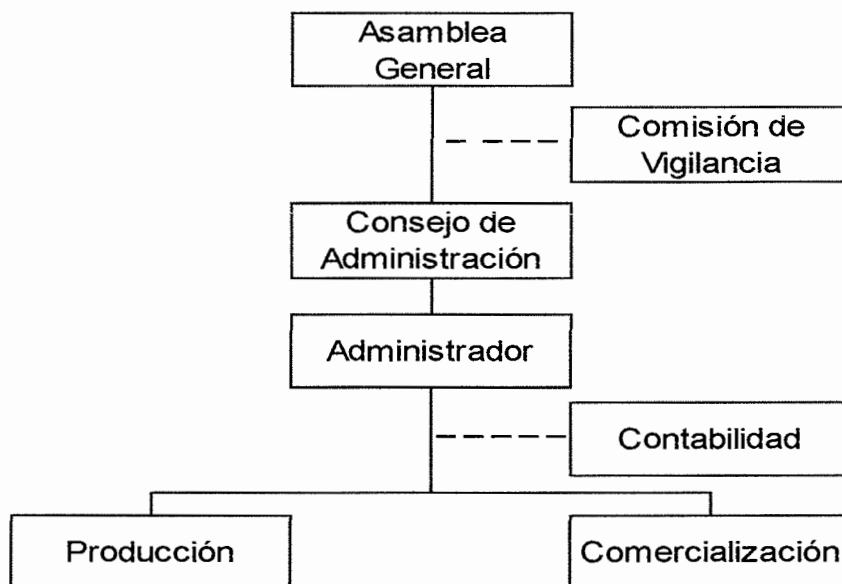 Asamblea
General
Comisión de
Vigilancia
Consejo de
Administración
Administrador
Contabilidad
Producción
Comercialización